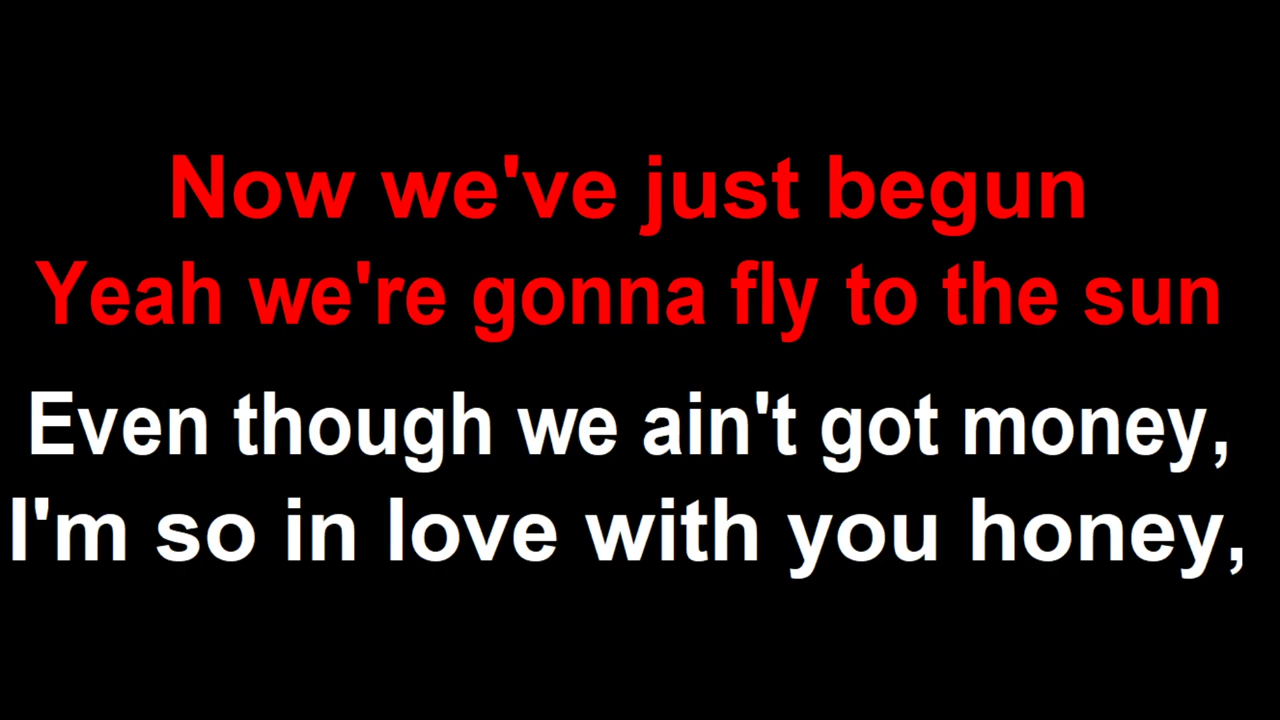 Now we've just begun
Yeah we're gonna fly to the sun
Even though we ain't got money,
I'm so in love with you honey,